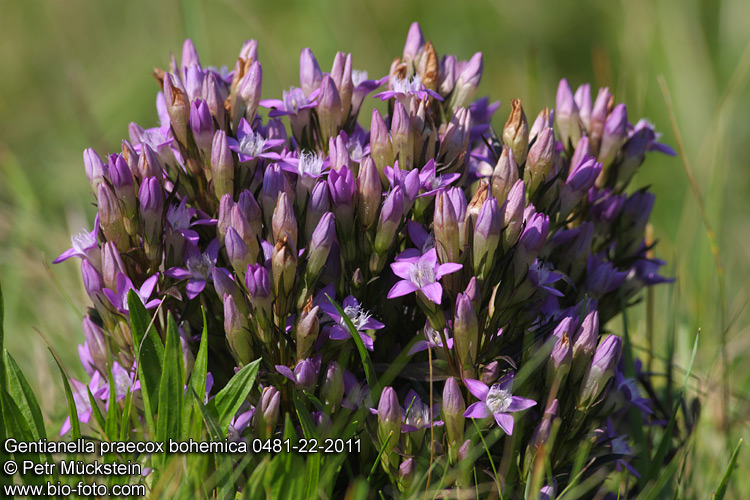 Gentianella praecox bohemica 0481-22-2011
© Petr Mückstein
www.bio-foto.com